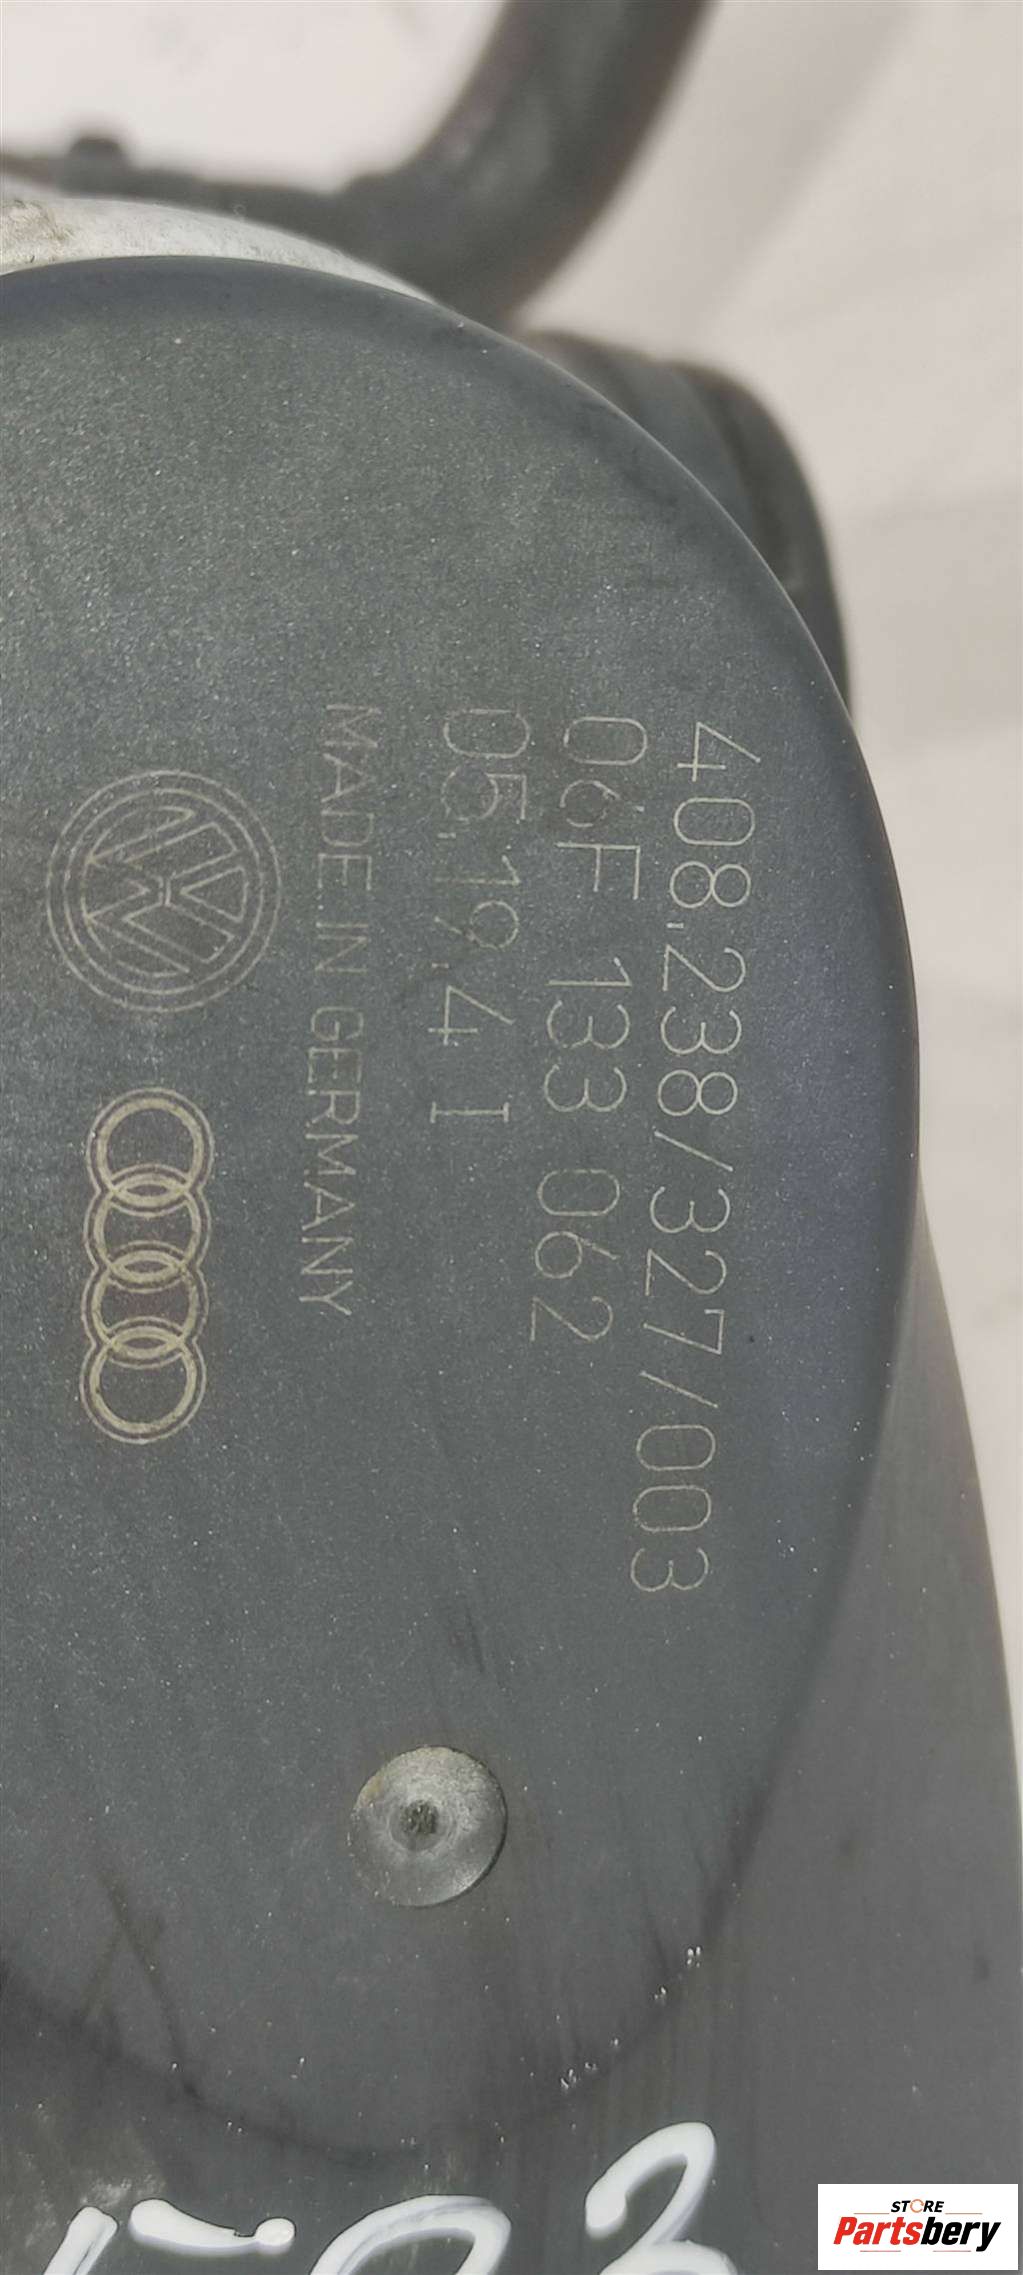 408.238/327/003
06F 133 062
05.19.4 I
MADE IN GERMANY
STORE
Partsbery